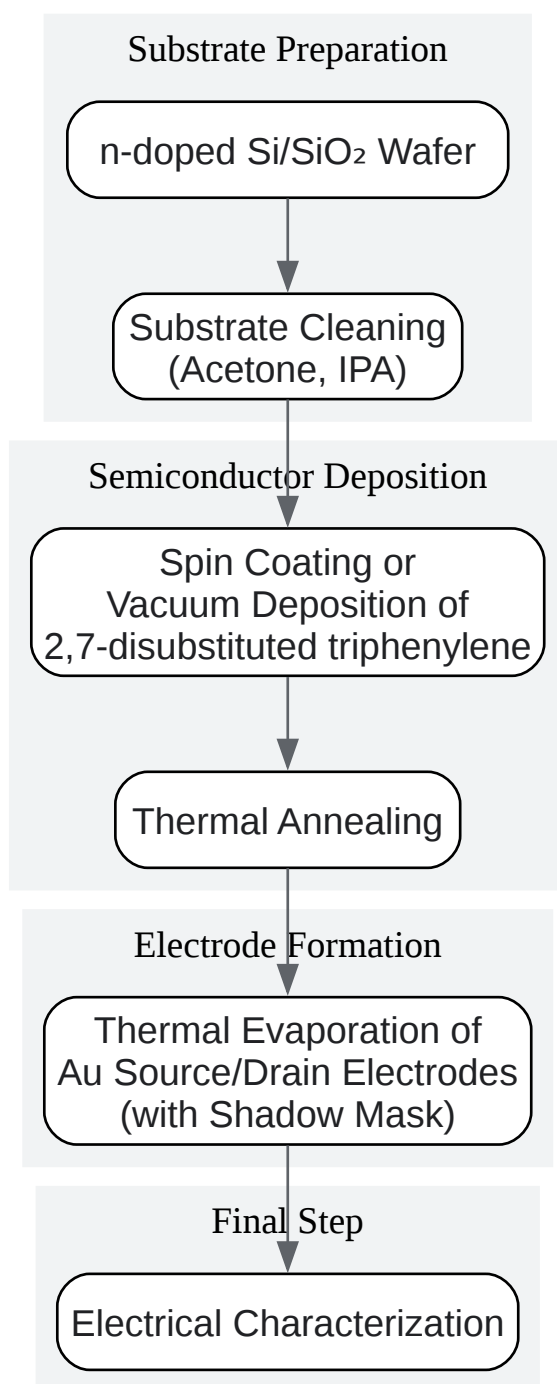 Substrate Preparation
n-doped Si/SiO₂ Wafer
Substrate Cleaning
(Acetone, IPA)
Semiconductor Deposition
Spin Coating or
Vacuum Deposition of
2,7-disubstituted triphenylene
Thermal Annealing
Electrode Formation
Thermal Evaporation of
Au Source/Drain Electrodes
(with Shadow Mask)
Final Step
Electrical Characterization